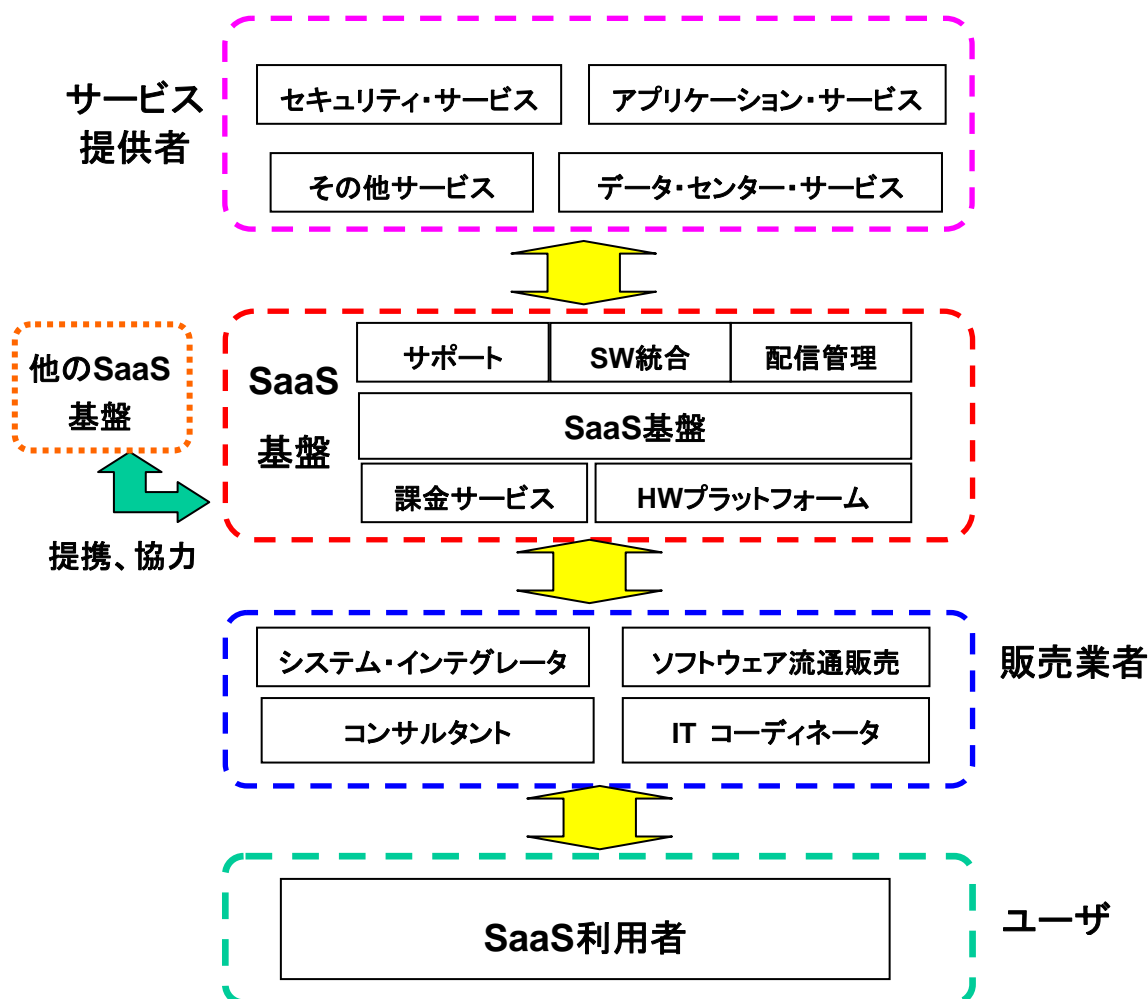 サービス
提供者
セキュリティ・サービス
アプリケーション・サービス
その他サービス
データ・センター・サービス
他のSaaS
基盤
提携、協力
SaaS
基盤
サポート
SW統合
配信管理
SaaS基盤
課金サービス
HWプラットフォーム
システム・インテグレータ
ソフトウェア流通販売
コンサルタント
IT コーディネータ
販売業者
SaaS利用者
ユーザ